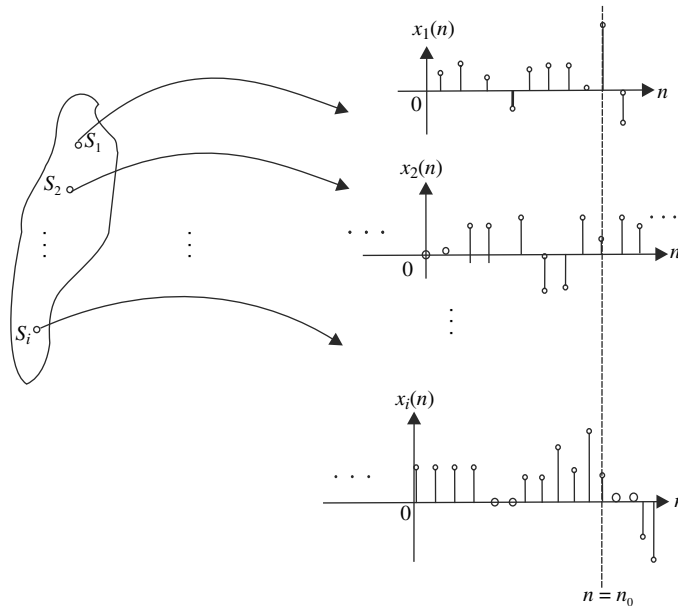 x₁(n)
n
0
S₁
x₂(n)
S₂
. . .
. . .
n
0
Sᵢ
xᵢ(n)
. . .
n
0
n = n₀